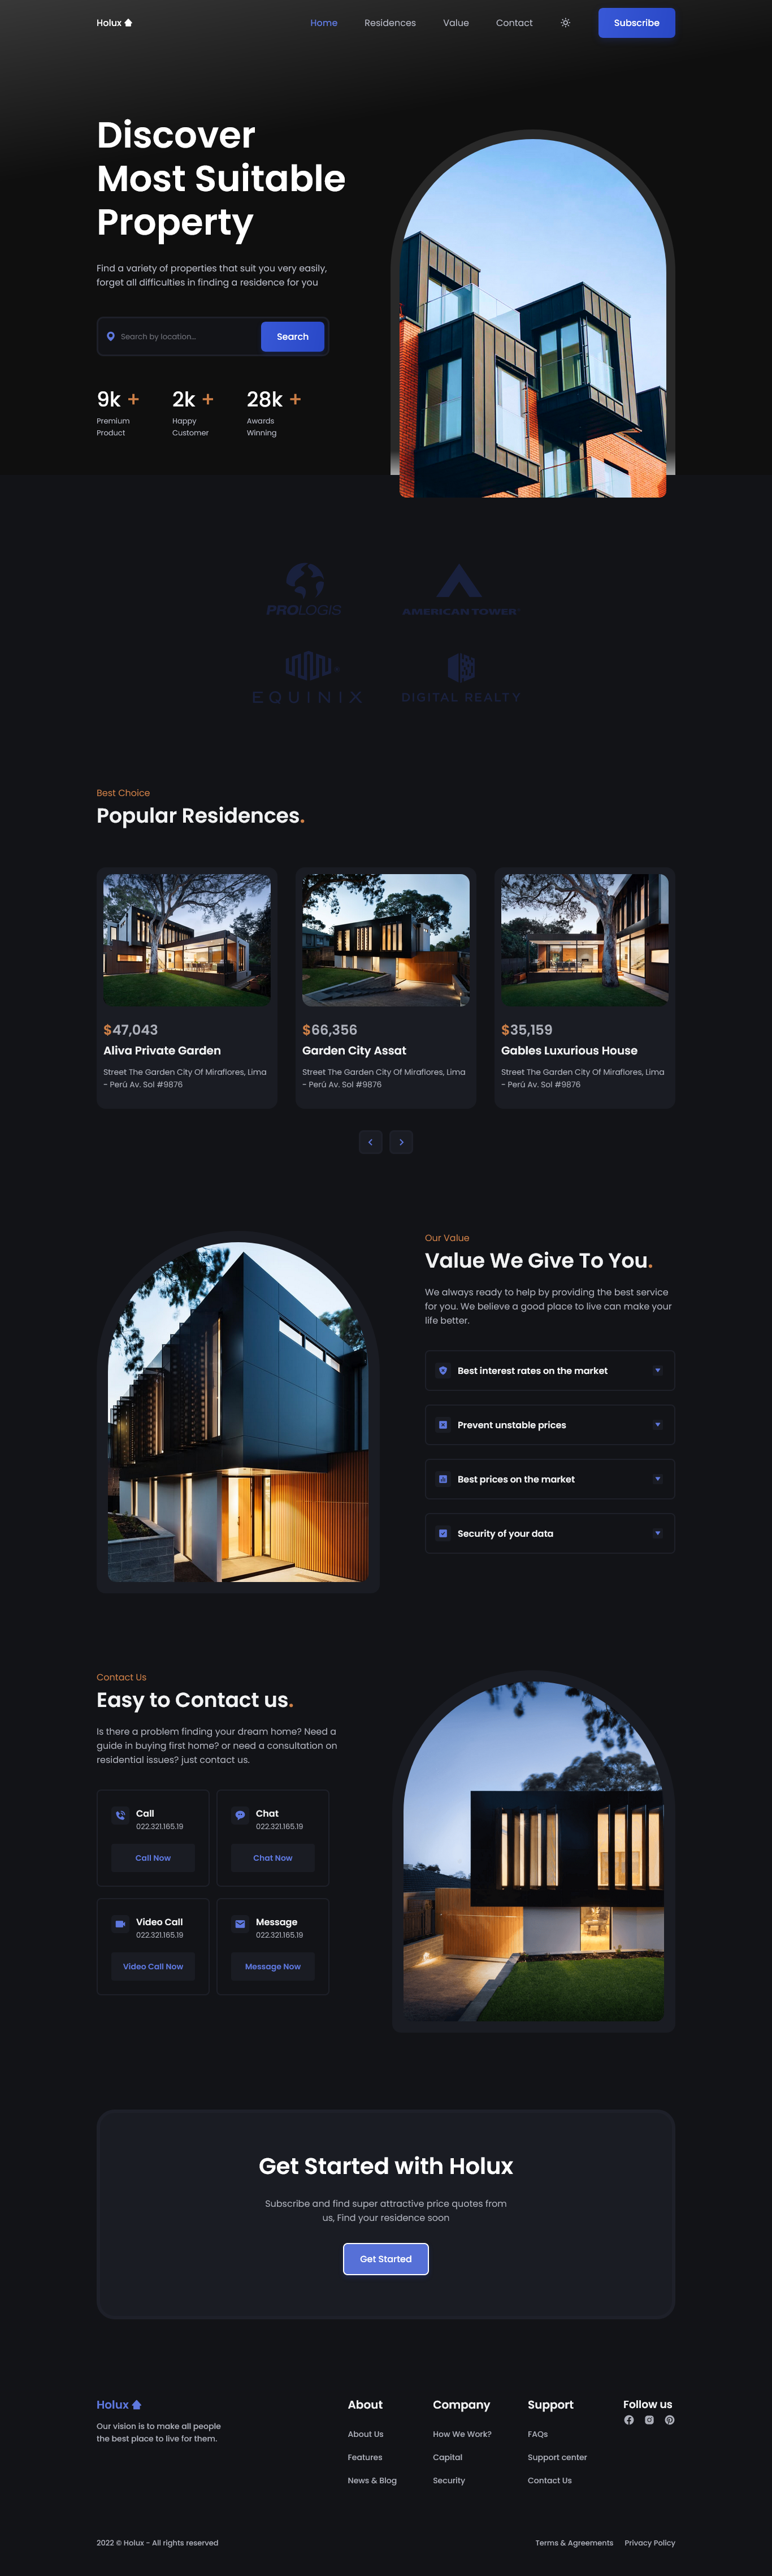 Holux
Home Residences Value Contact Subscribe
Discover
Most Suitable
Property
Find a variety of properties that suit you very easily,
forget all difficulties in finding a residence for you
Search by location... Search
9k + 2k + 28k +
Premium Happy Awards
Product Customer Winning
PROLOGIS AMERICAN TOWER
EQUINIX DIGITAL REALTY
Best Choice
Popular Residences.
$47,043 $66,356 $35,159
Aliva Private Garden Garden City Assat Gables Luxurious House
Street The Garden City Of Miraflores, Lima Street The Garden City Of Miraflores, Lima Street The Garden City Of Miraflores, Lima
- Perú Av. Sol #9876 - Perú Av. Sol #9876 - Perú Av. Sol #9876
Our Value
Value We Give To You.
We always ready to help by providing the best service
for you. We believe a good place to live can make your
life better.
Best interest rates on the market
Prevent unstable prices
Best prices on the market
Security of your data
Contact Us
Easy to Contact us.
Is there a problem finding your dream home? Need a
guide in buying first home? or need a consultation on
residential issues? just contact us.
Call Chat
022.321.165.19 022.321.165.19
Call Now Chat Now
Video Call Message
022.321.165.19 022.321.165.19
Video Call Now Message Now
Get Started with Holux
Subscribe and find super attractive price quotes from
us, Find your residence soon
Get Started
Holux About Company Support Follow us
Our vision is to make all people
the best place to live for them.
About Us How We Work? FAQs
Features Capital Support center
News & Blog Security Contact Us
2022 © Holux - All rights reserved Terms & Agreements Privacy Policy